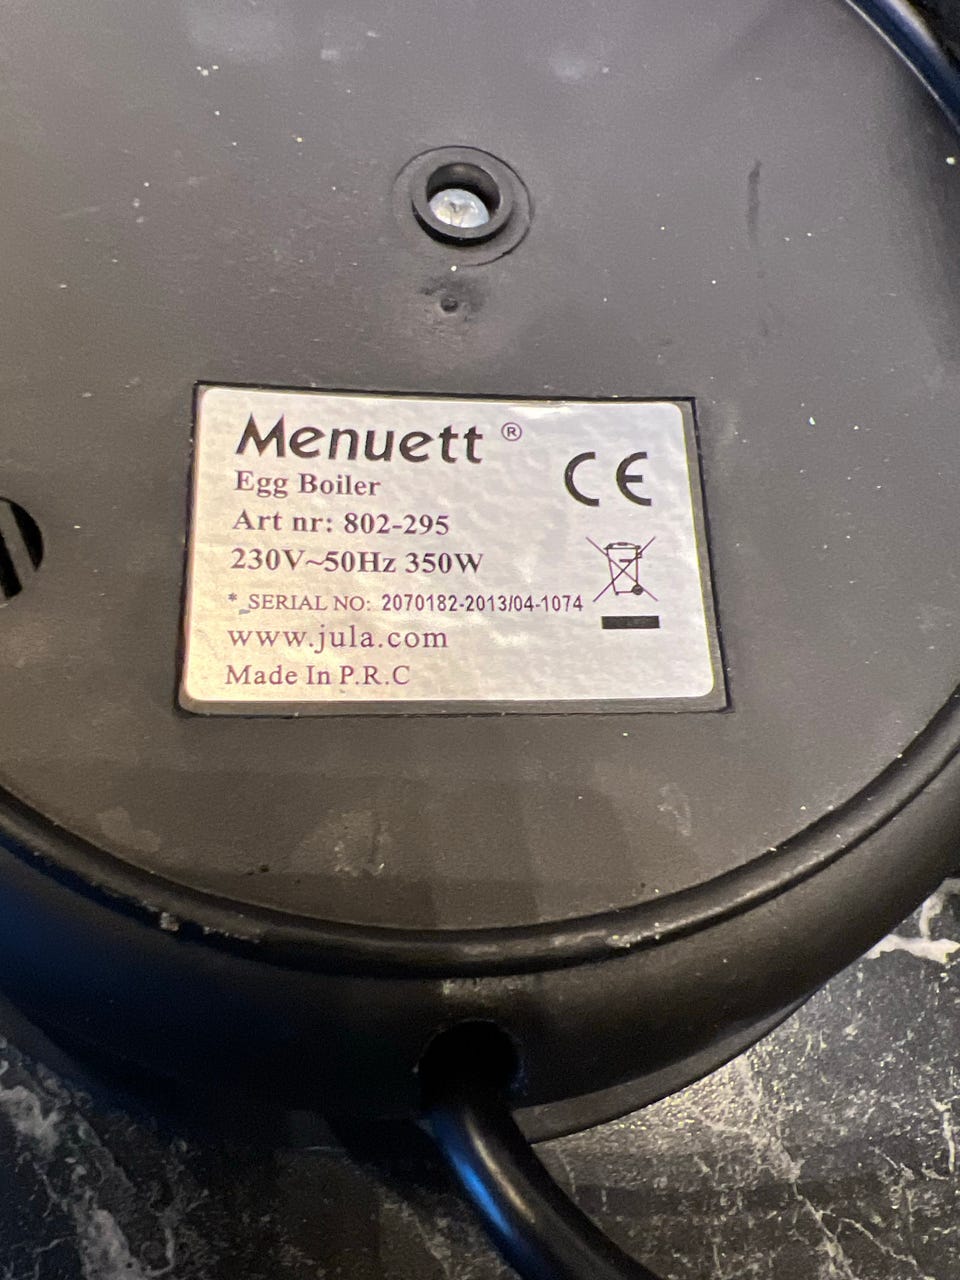 Menuett ®
Egg Boiler
Art nr: 802-295
230V~50Hz 350W
* SERIAL NO: 2070182-2013/04-1074
www.jula.com
Made In P.R.C
CE